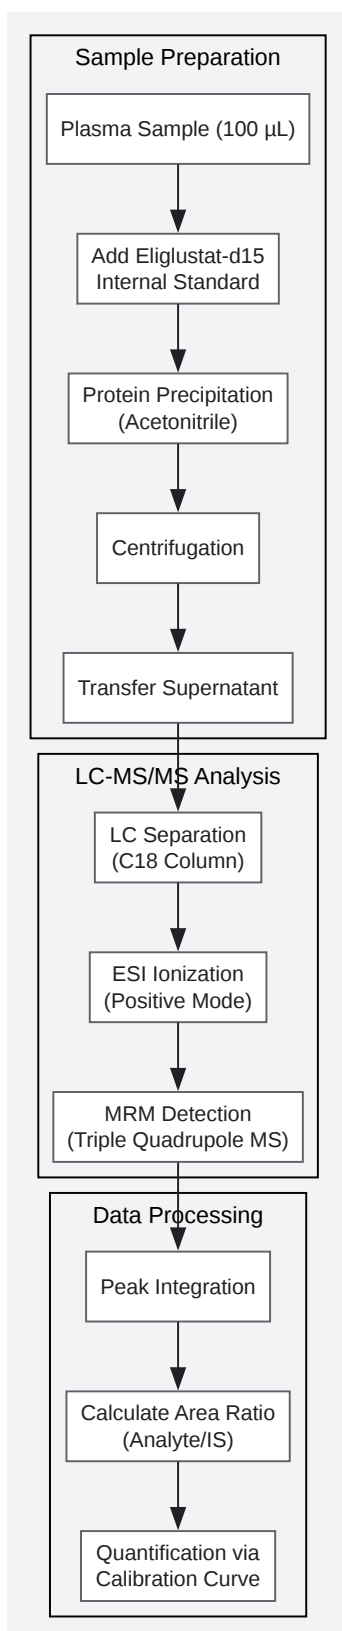 Sample Preparation
Plasma Sample (100 µL)
Add Eliglustat-d15
Internal Standard
Protein Precipitation
(Acetonitrile)
Centrifugation
Transfer Supernatant
LC-MS/MS Analysis
LC Separation
(C18 Column)
ESI Ionization
(Positive Mode)
MRM Detection
(Triple Quadrupole MS)
Data Processing
Peak Integration
Calculate Area Ratio
(Analyte/IS)
Quantification via
Calibration Curve